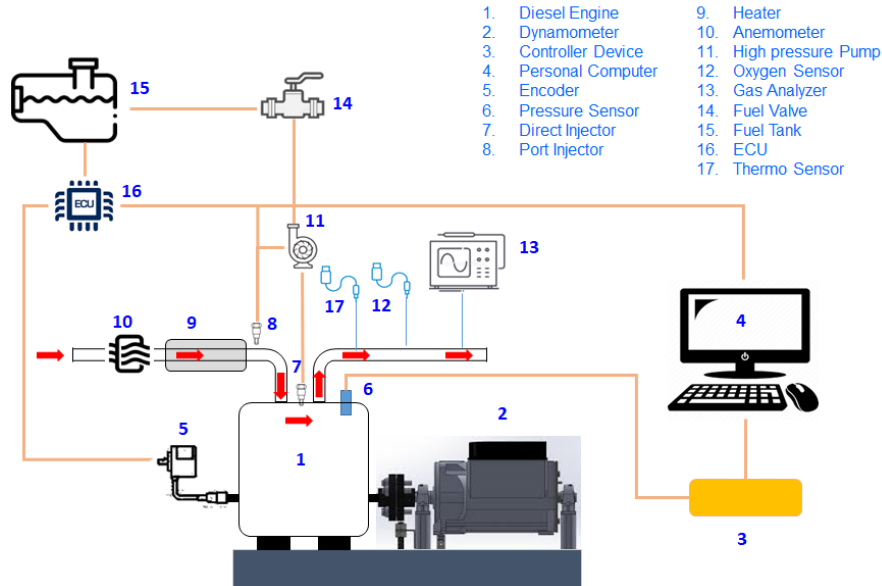 1. Diesel Engine
2. Dynamometer
3. Controller Device
4. Personal Computer
5. Encoder
6. Pressure Sensor
7. Direct Injector
8. Port Injector
9. Heater
10. Anemometer
11. High pressure Pump
12. Oxygen Sensor
13. Gas Analyzer
14. Fuel Valve
15. Fuel Tank
16. ECU
17. Thermo Sensor
15
14
16
ECU
11
13
17
12
10
9
8
4
7
6
2
5
1
3